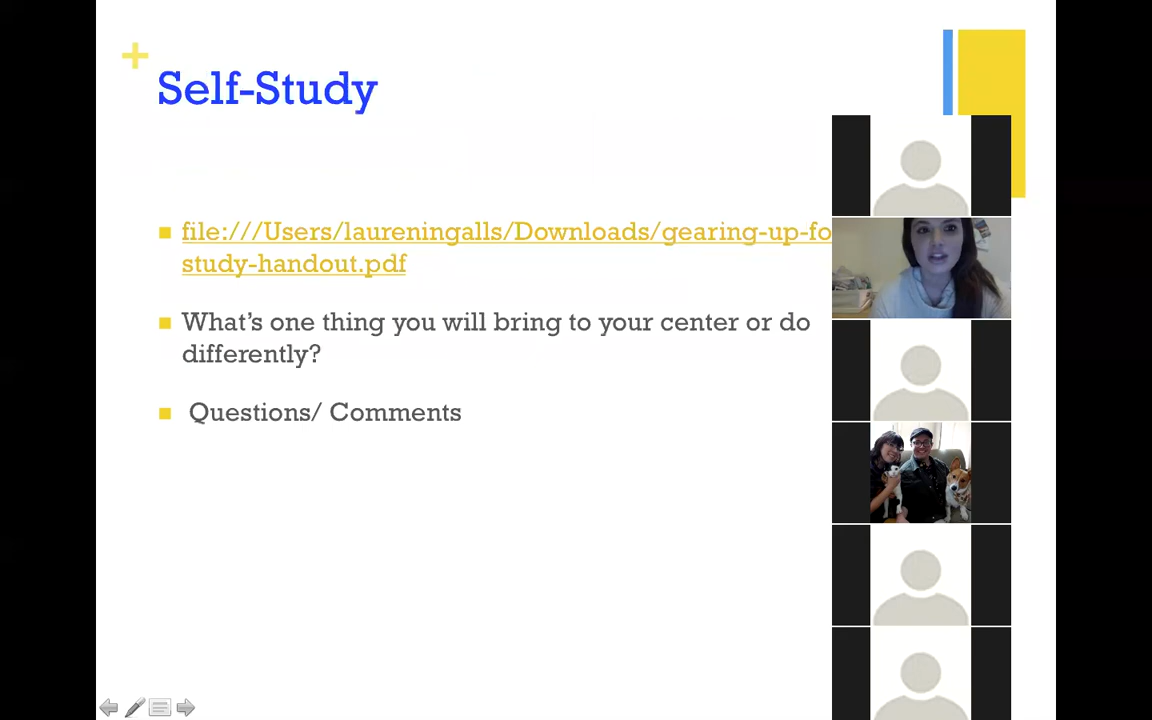 Self-Study
file:///Users/laureningalls/Downloads/gearing-up-fo
study-handout.pdf
What's one thing you will bring to your center or do
differently?
Questions/ Comments